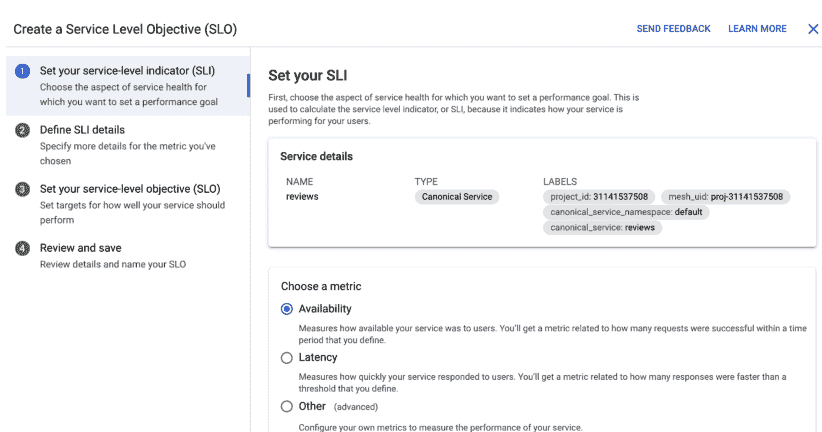 Create a Service Level Objective (SLO)
SEND FEEDBACK
LEARN MORE
1
Set your service-level indicator (SLI)
Choose the aspect of service health for
which you want to set a performance goal
2
Define SLI details
Specify more details for the metric you've
chosen
3
Set your service-level objective (SLO)
Set targets for how well your service should
perform
4
Review and save
Review details and name your SLO
Set your SLI
First, choose the aspect of service health for which you want to set a performance goal. This is
used to calculate the service level indicator, or SLI, because it indicates how your service is
performing for your users.
Service details
NAME
reviews
TYPE
Canonical Service
LABELS
project_id: 31141537508
mesh_uid: proj-31141537508
canonical_service_namespace: default
canonical_service: reviews
Choose a metric
Availability
Measures how available your service was to users. You'll get a metric related to how many requests were successful within a time
period that you define.
Latency
Measures how quickly your service responded to users. You'll get a metric related to how many responses were faster than a
threshold that you define.
Other (advanced)
Configure your own metrics to measure the performance of your service.